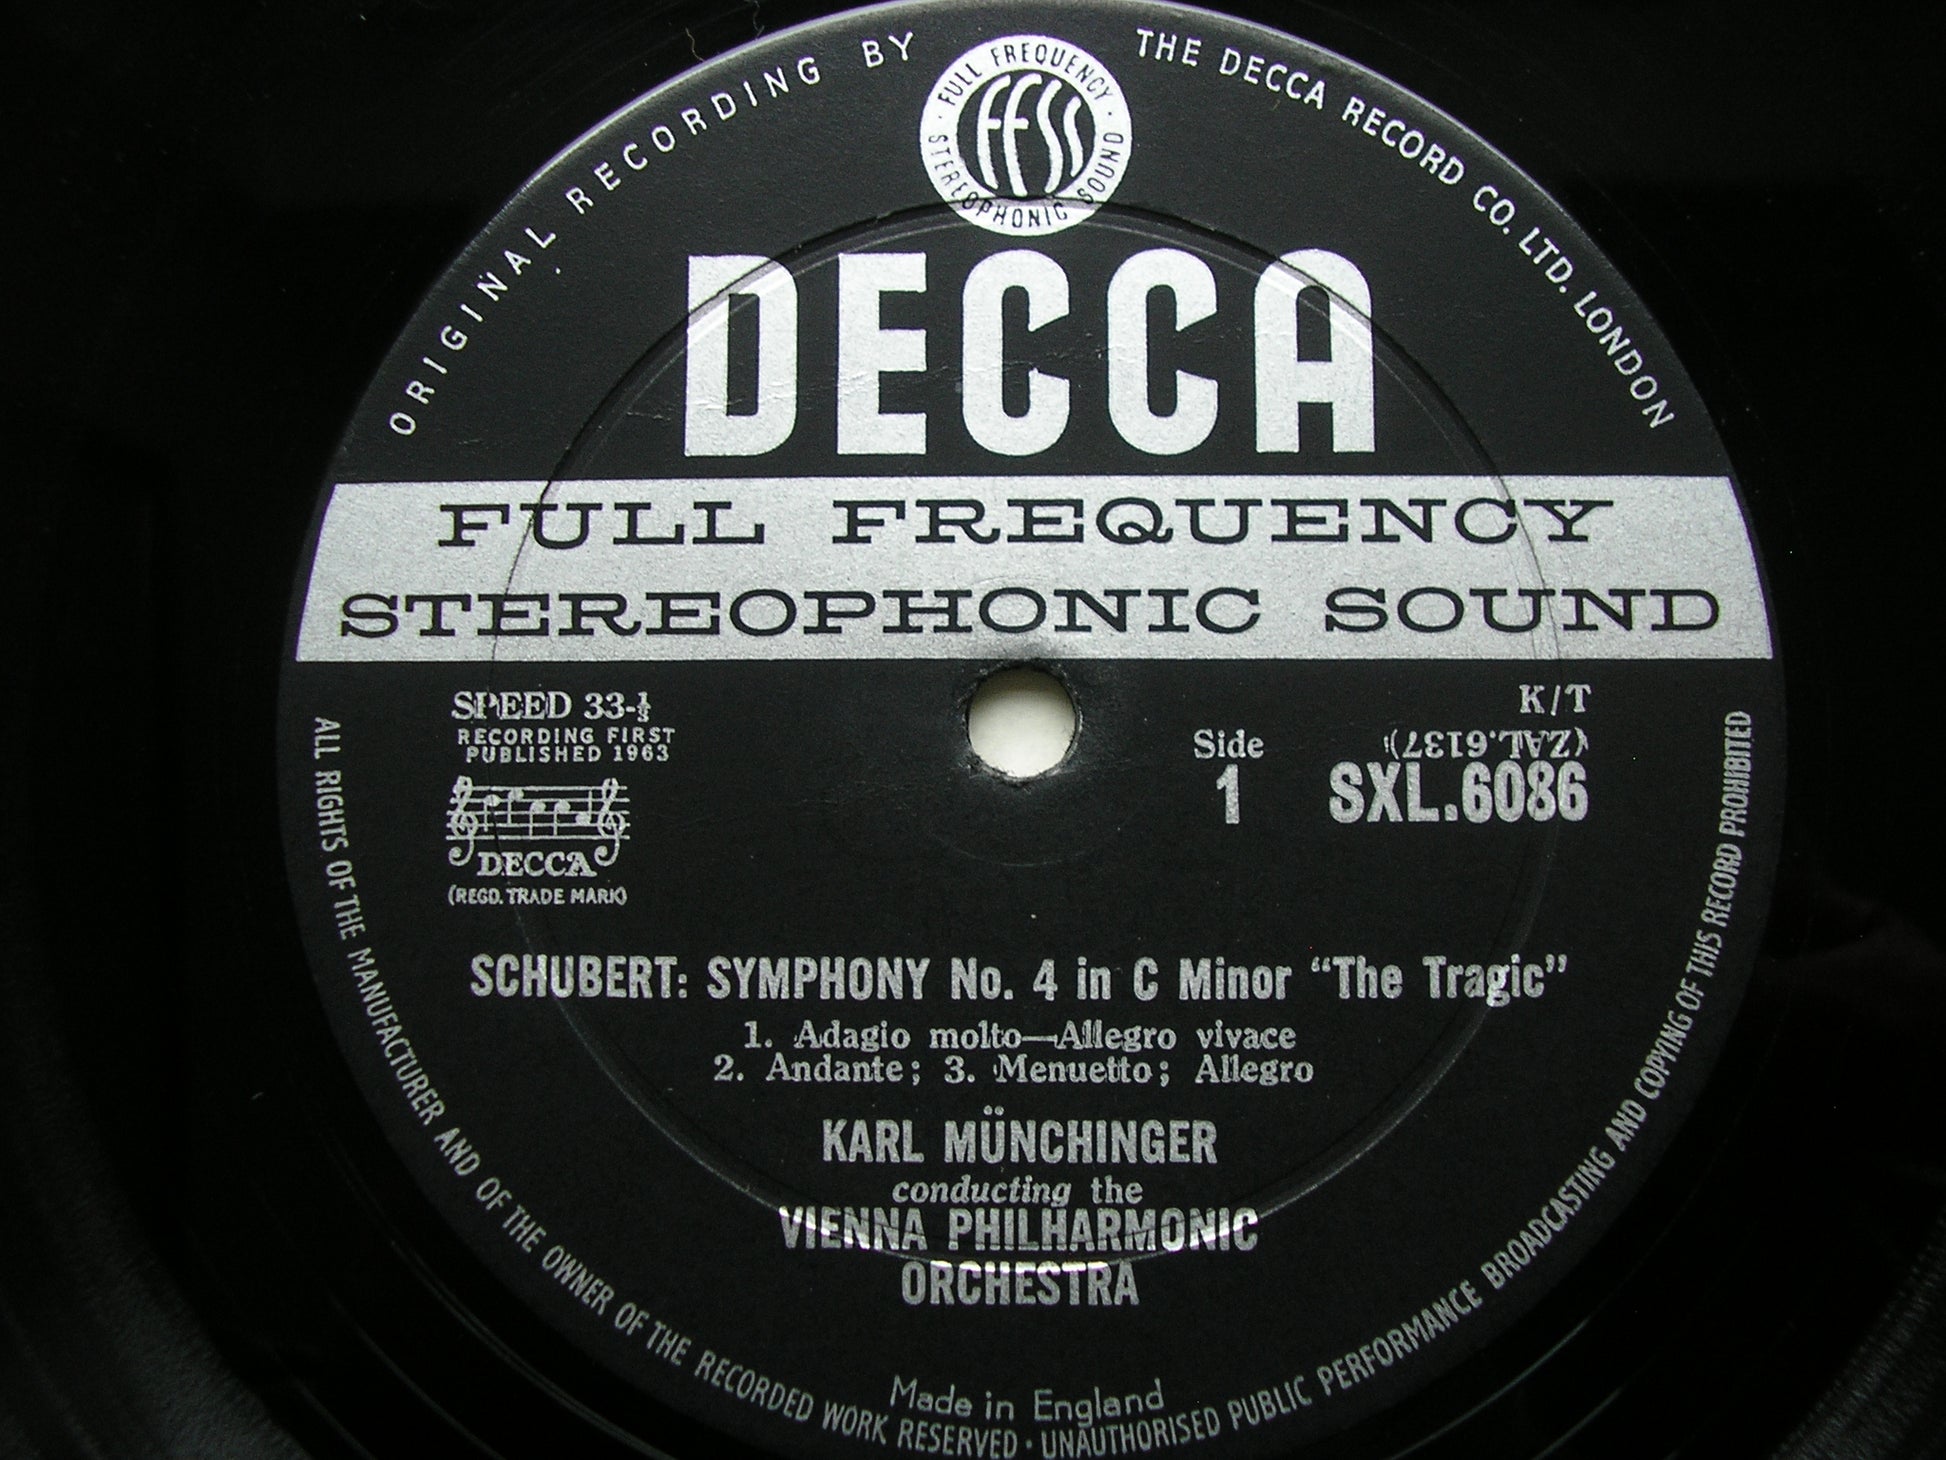 ORIGINAL RECORDING BY THE DECCA RECORD CO. LTD. LONDON
FULL FREQUENCY · STEREOPHONIC SOUND ·
FFSS
DECCA
FULL FREQUENCY
STEREOPHONIC SOUND
SPEED 33-⅓
RECORDING FIRST
PUBLISHED 1963
DECCA
(REGD. TRADE MARK)
K/T
(ZAL.6137)
Side
1
SXL.6086
SCHUBERT: SYMPHONY No. 4 in C Minor “The Tragic”
1. Adagio molto—Allegro vivace
2. Andante; 3. Menuetto; Allegro
KARL MÜNCHINGER
conducting the
VIENNA PHILHARMONIC
ORCHESTRA
Made in England
ALL RIGHTS OF THE MANUFACTURER AND OF THE OWNER OF THE RECORDED WORK RESERVED · UNAUTHORISED PUBLIC PERFORMANCE BROADCASTING AND COPYING OF THIS RECORD PROHIBITED